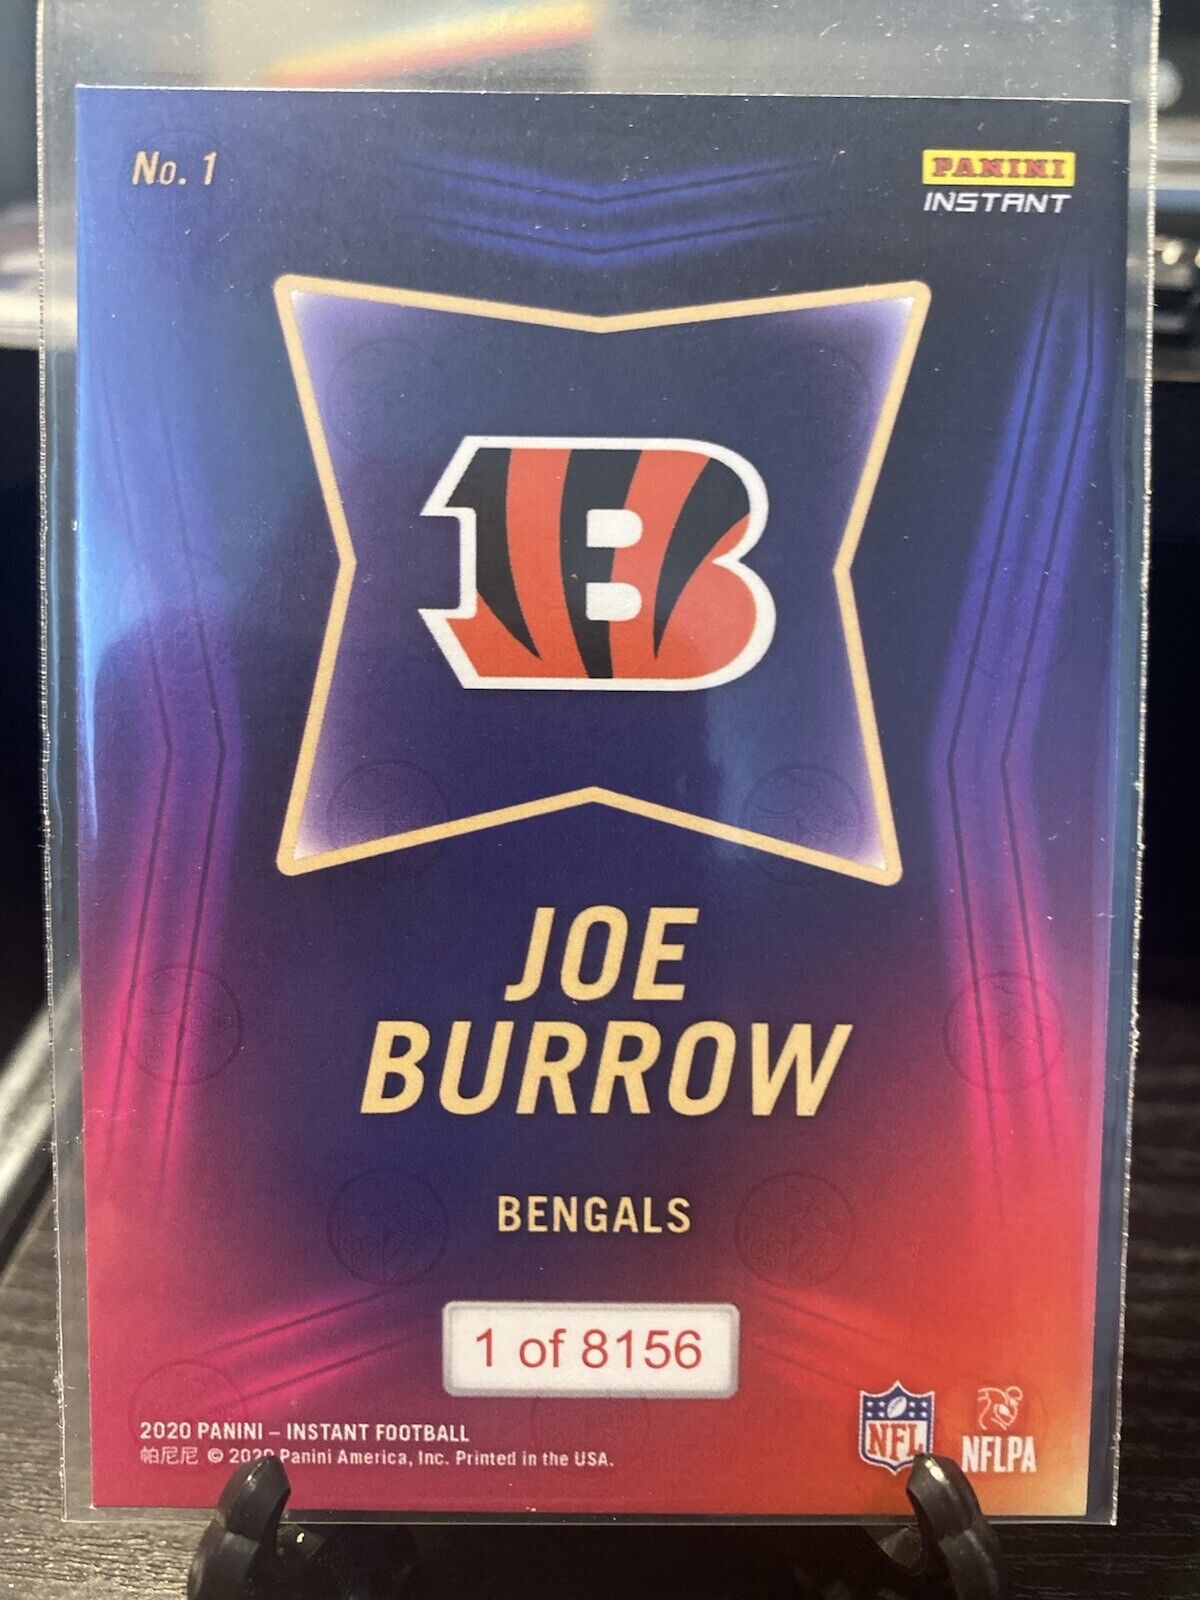 No. 1
PANINI
INSTANT
B
JOE
BURROW
BENGALS
1 of 8156
2020 PANINI – INSTANT FOOTBALL
帕尼尼 © 2020 Panini America, Inc. Printed in the USA.
NFL
NFLPA